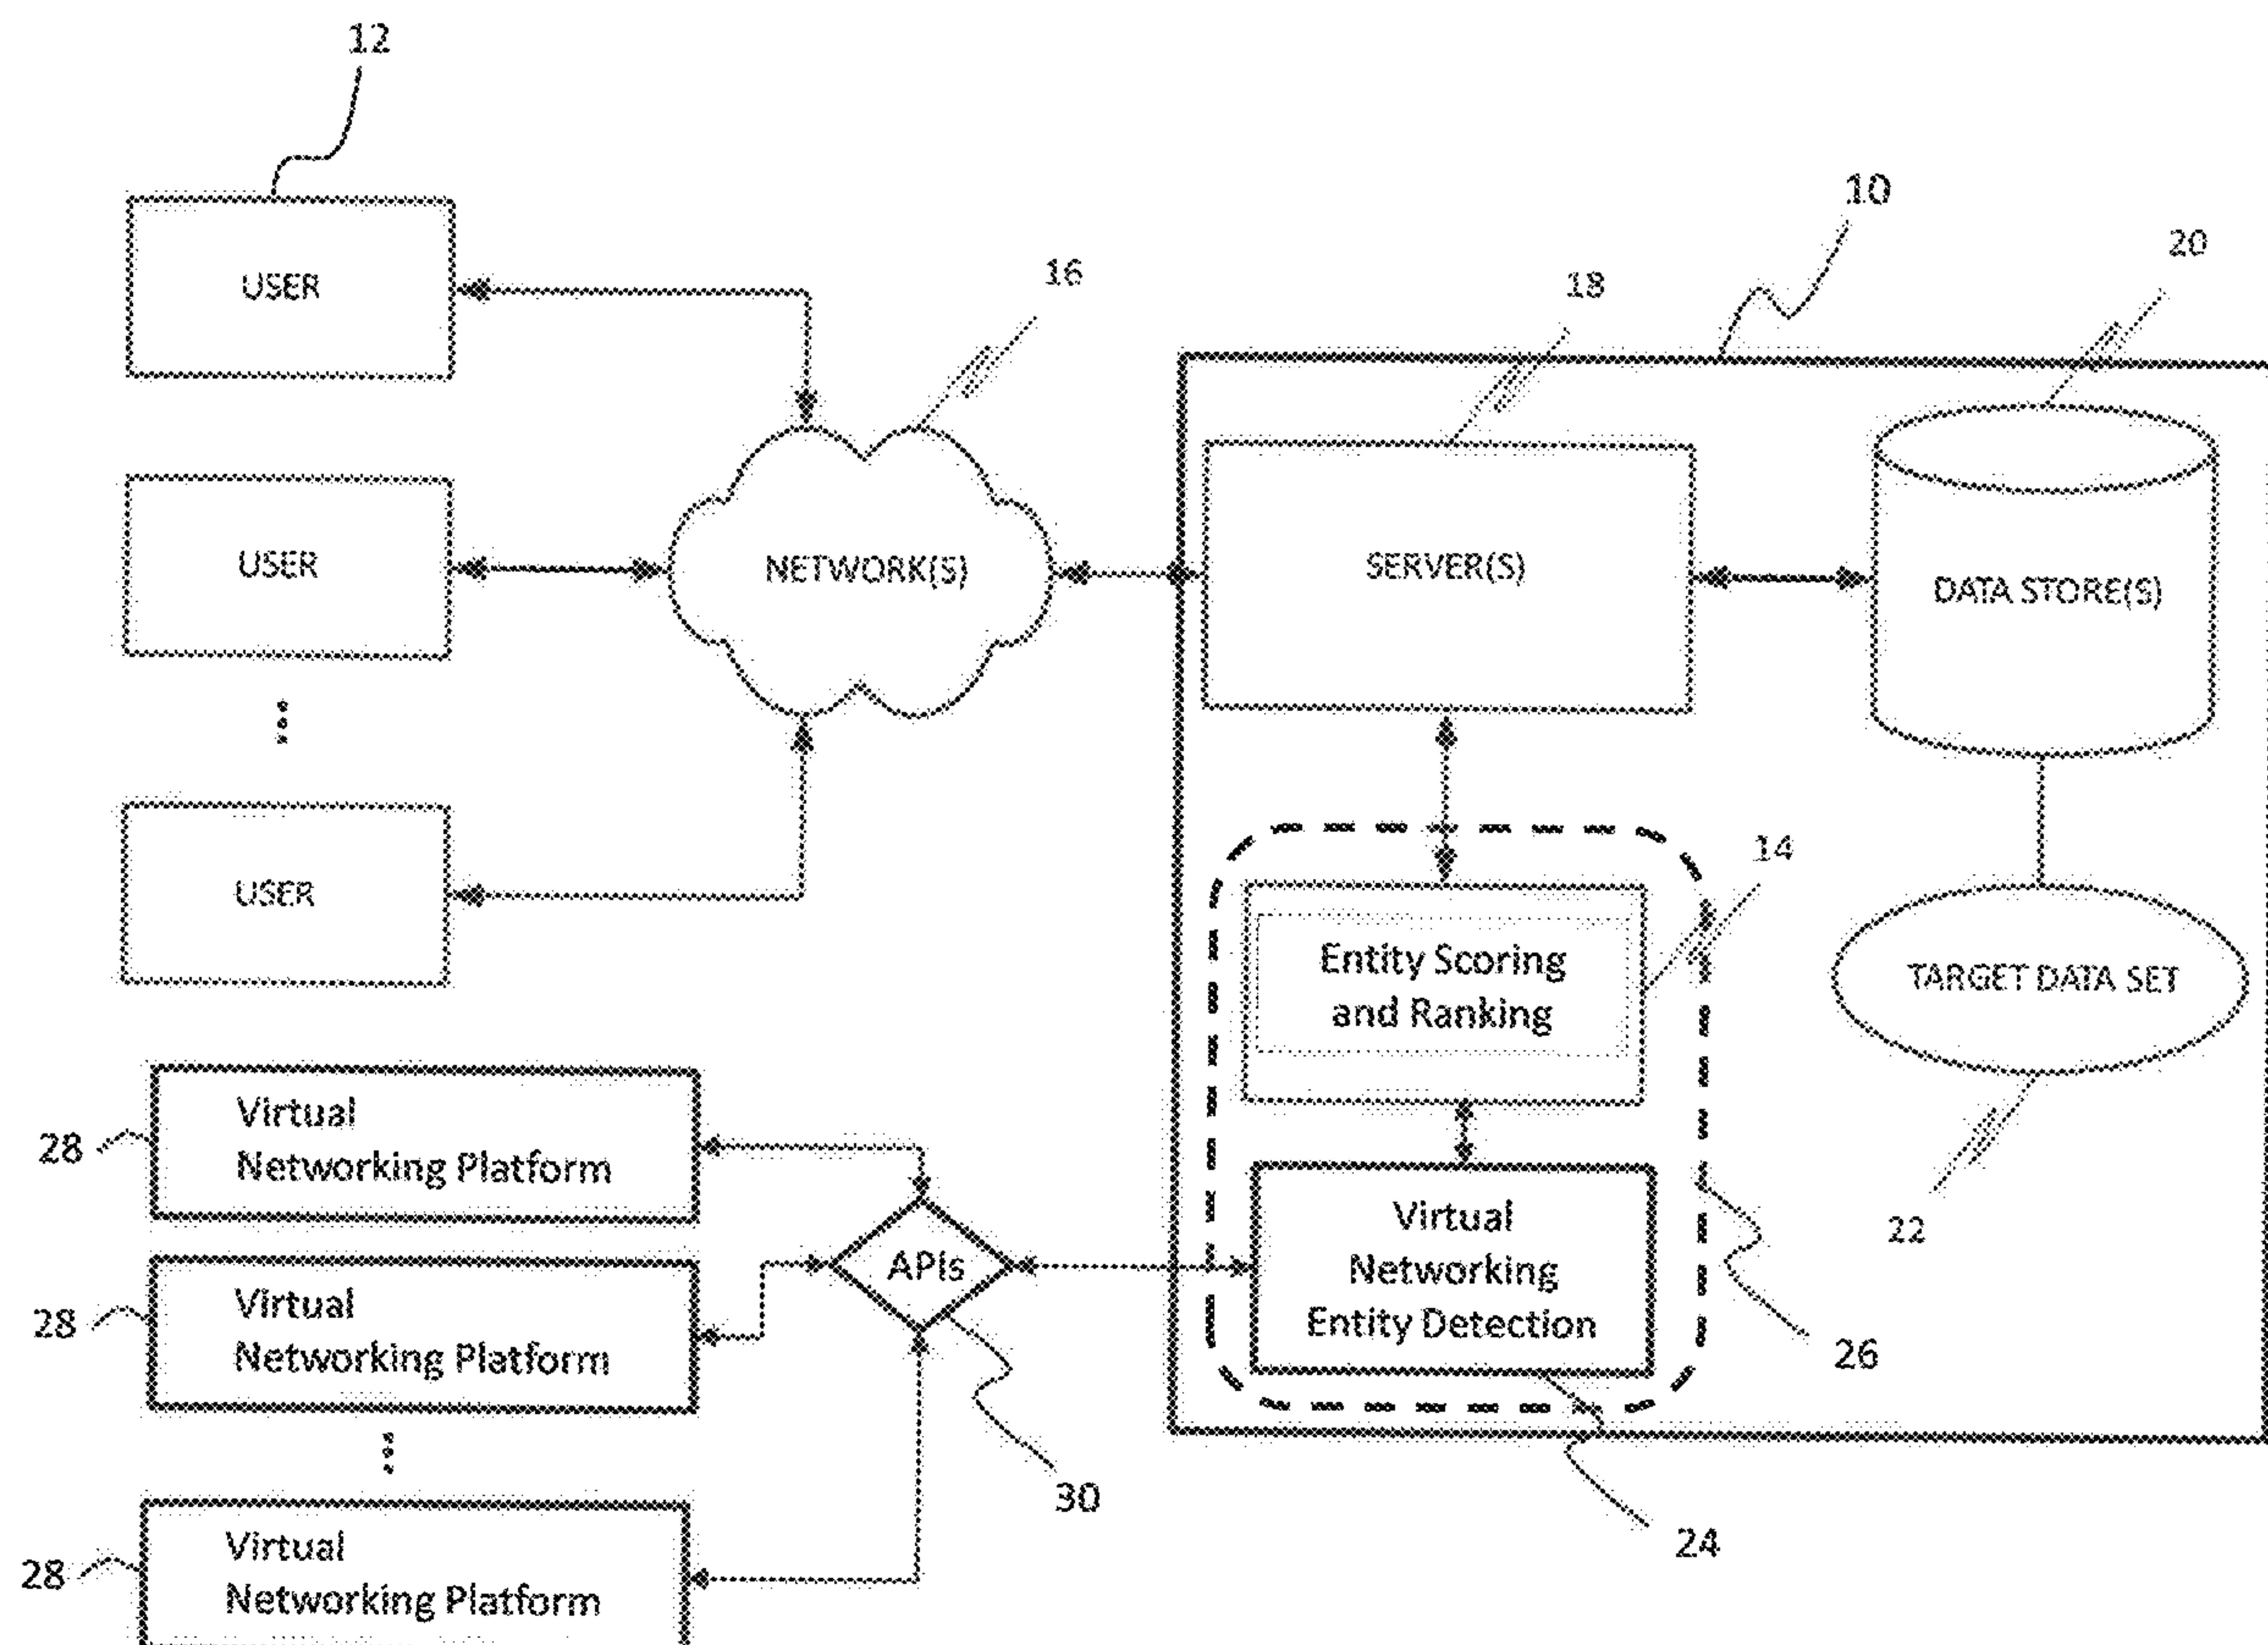 12
10
20
16
18
USER
USER
NETWORK(S)
SERVER(S)
DATA STORE(S)
USER
14
Entity Scoring
and Ranking
TARGET DATA SET
Virtual
Networking Platform
28
Virtual
Networking Platform
28
APIs
Virtual
Networking
Entity Detection
22
26
30
24
Virtual
Networking Platform
28